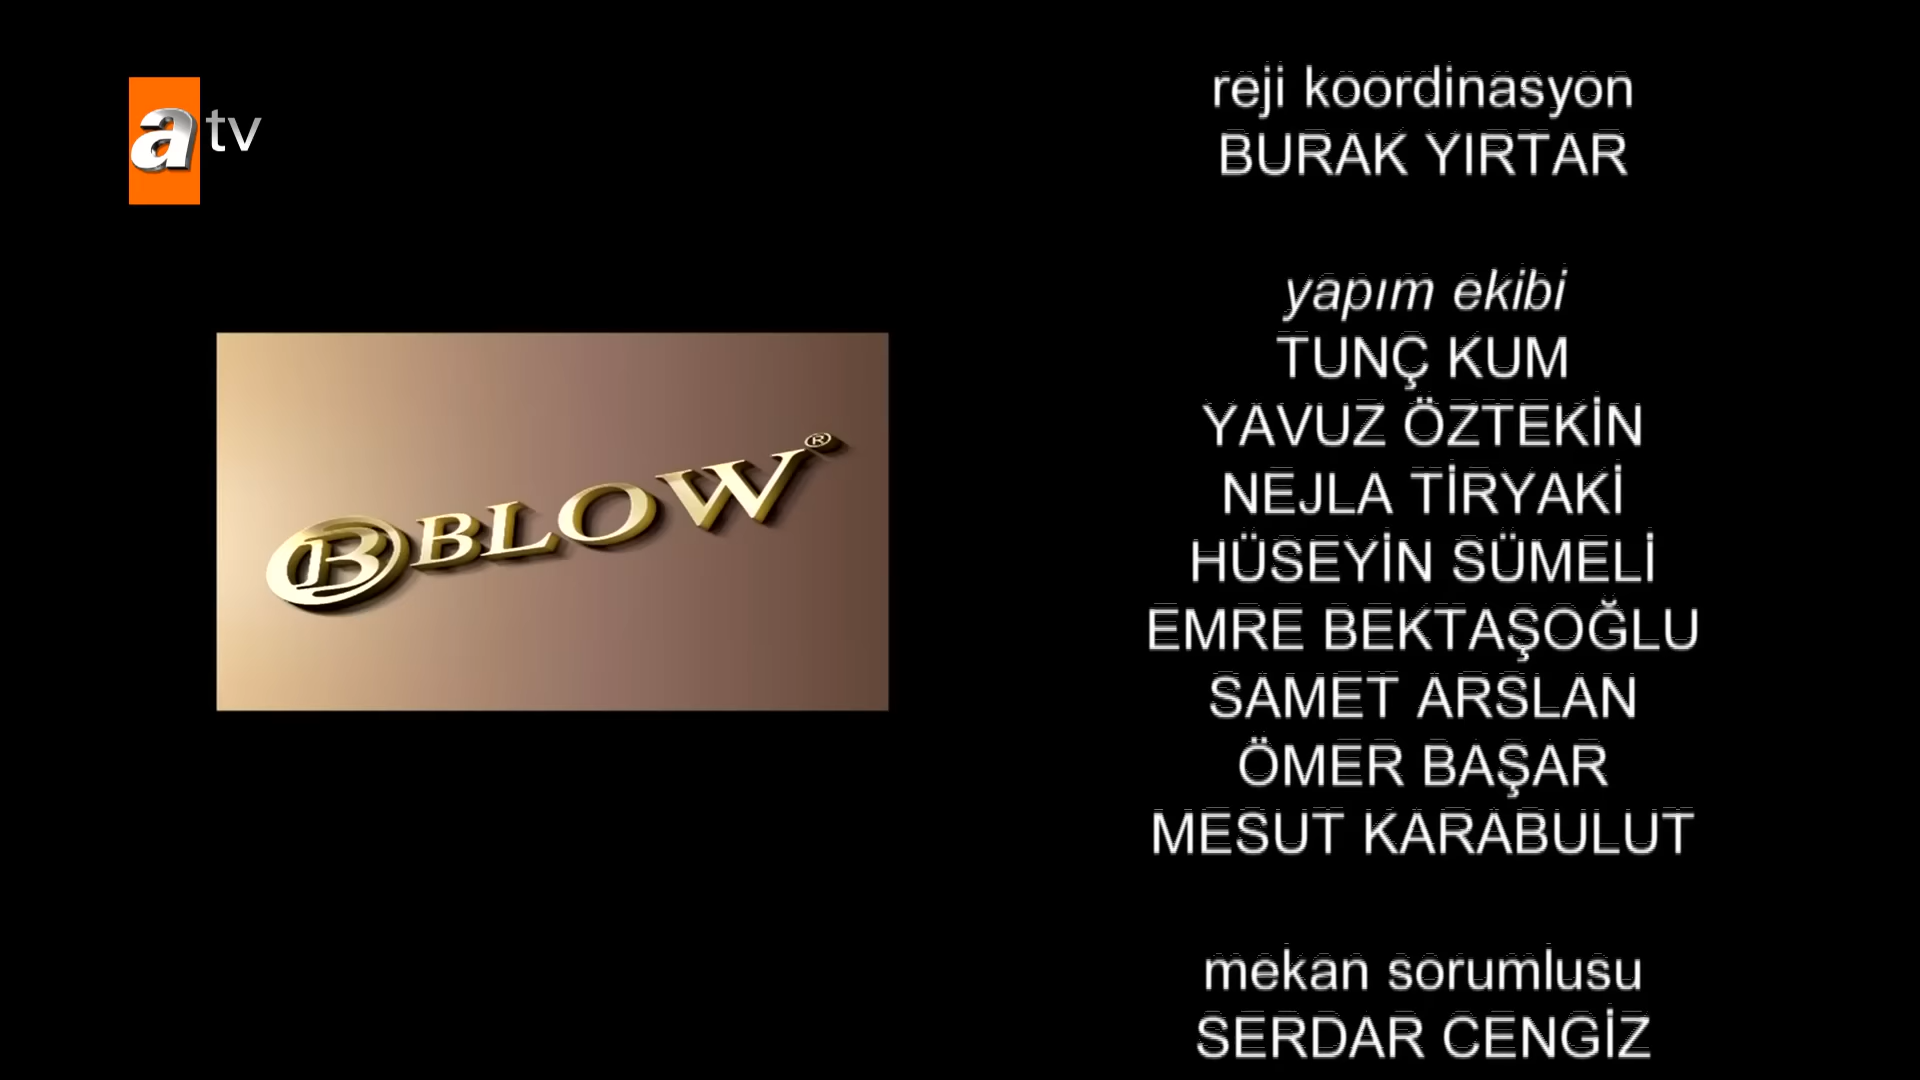 atv
BBLOW®
reji koordinasyon
BURAK YIRTAR
yapım ekibi
TUNÇ KUM
YAVUZ ÖZTEKİN
NEJLA TİRYAKİ
HÜSEYİN SÜMELİ
EMRE BEKTAŞOĞLU
SAMET ARSLAN
ÖMER BAŞAR
MESUT KARABULUT
mekan sorumlusu
SERDAR CENGİZ